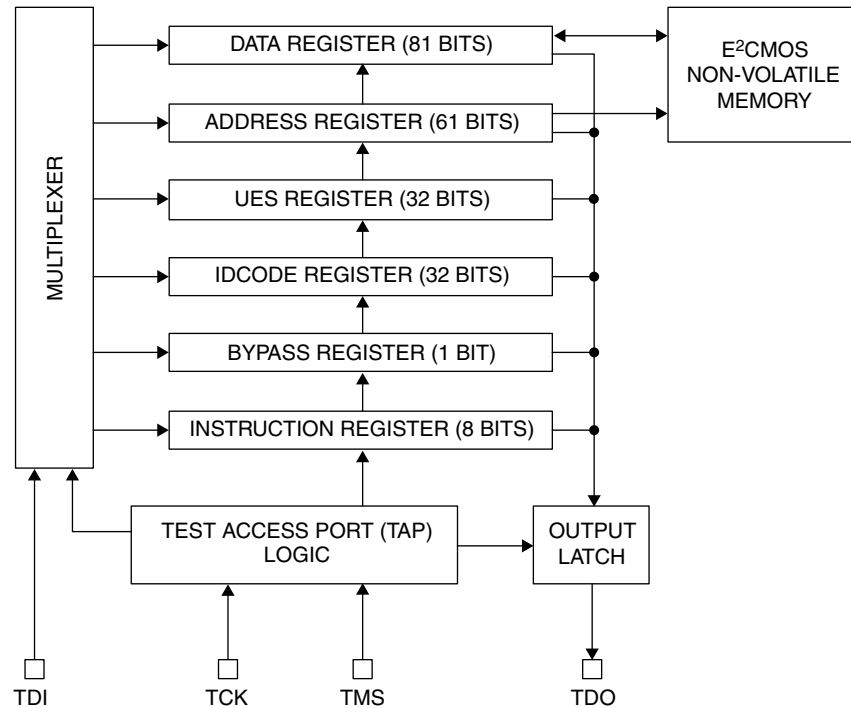 DATA REGISTER (81 BITS)
E²CMOS
NON-VOLATILE
MEMORY
ADDRESS REGISTER (61 BITS)
MULTIPLEXER
UES REGISTER (32 BITS)
IDCODE REGISTER (32 BITS)
BYPASS REGISTER (1 BIT)
INSTRUCTION REGISTER (8 BITS)
TEST ACCESS PORT (TAP)
LOGIC
OUTPUT
LATCH
TDI
TCK
TMS
TDO